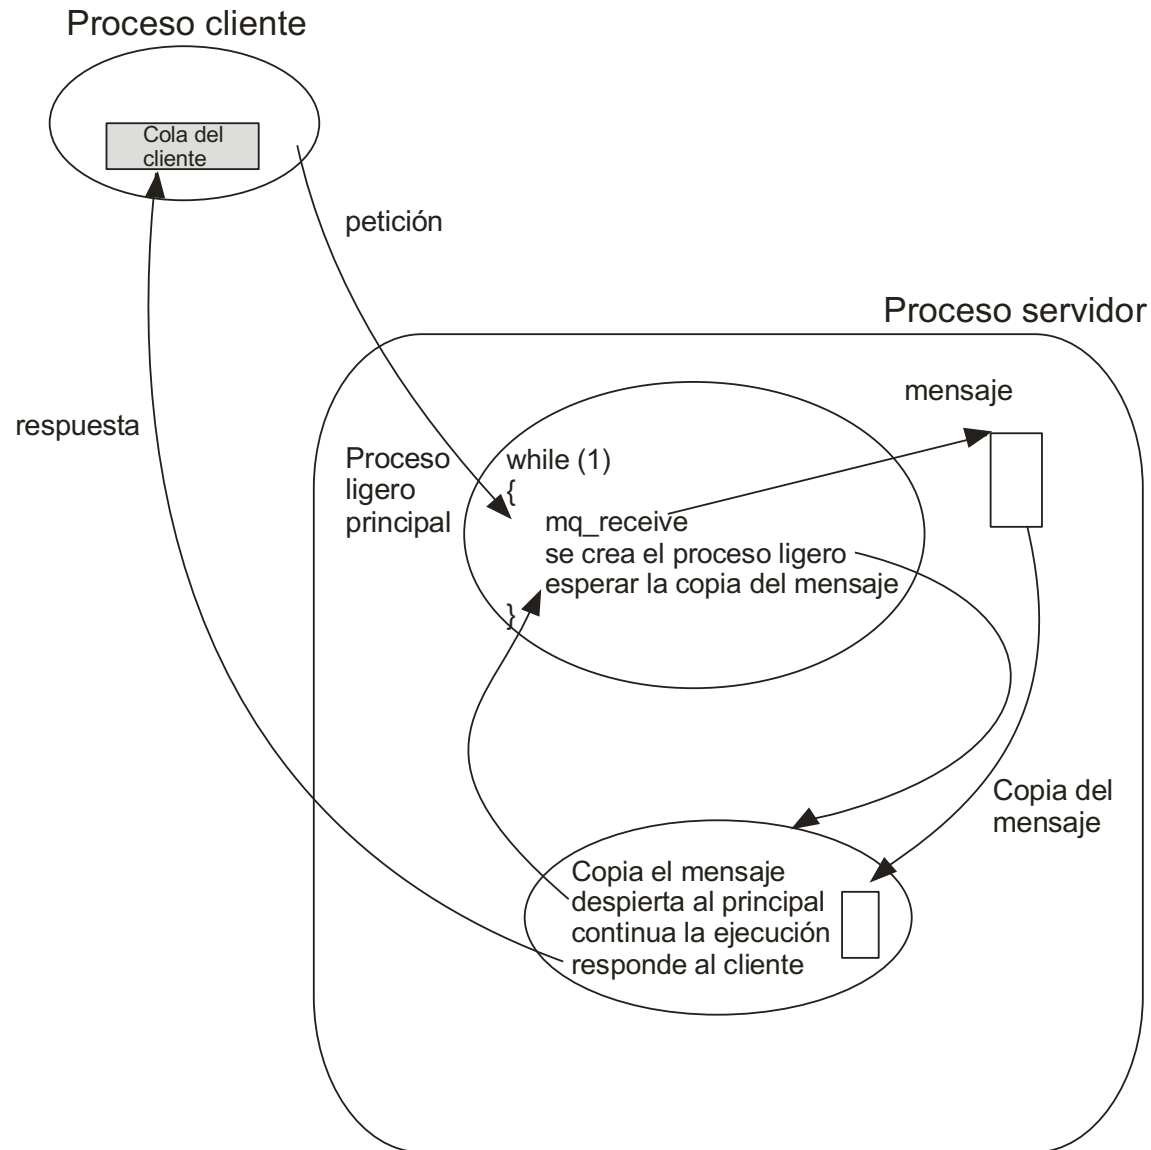 Proceso cliente
Cola del
cliente
petición
Proceso servidor
mensaje
respuesta
Proceso
ligero
principal
while (1)
{
mq_receive
se crea el proceso ligero
esperar la copia del mensaje
}
Copia del
mensaje
Copia el mensaje
despierta al principal
continua la ejecución
responde al cliente